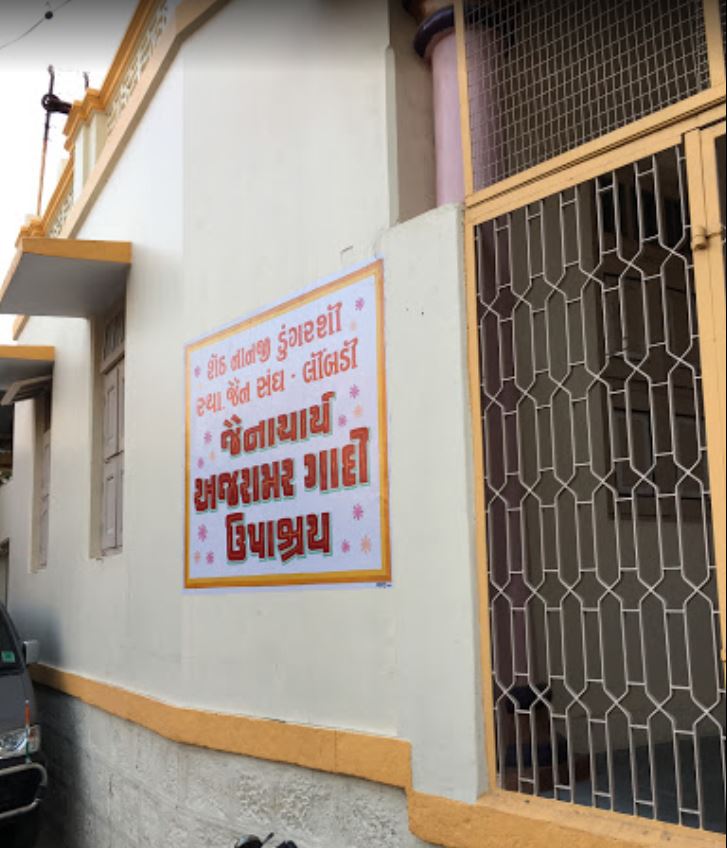 શેઠ નાનજી ડુંગરશી
સ્થા. જૈન સંઘ - લીંબડી
જૈનાચાર્ય
અજરામર ગાદી
ઉપાશ્રય